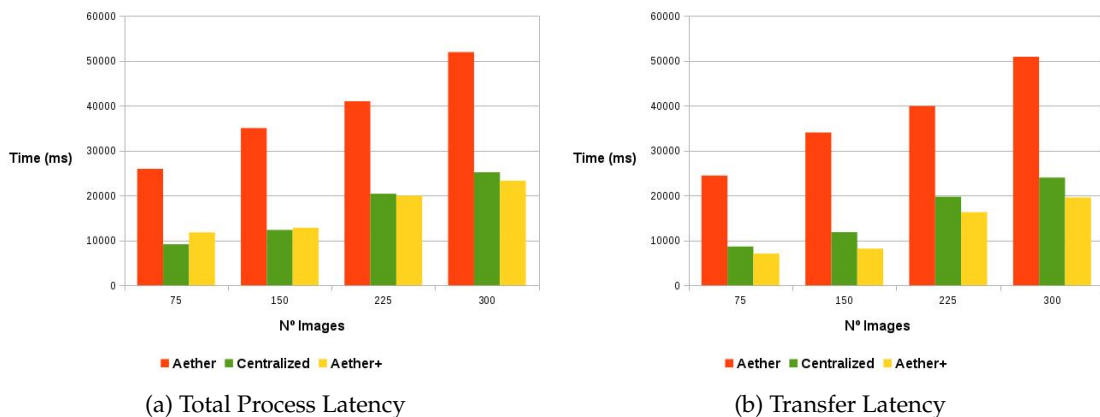 60000
50000
40000
30000
20000
10000
0
Time (ms)
75 150 225 300
Nº Images
Aether Centralized Aether+
(a) Total Process Latency
60000
50000
40000
30000
20000
10000
0
Time (ms)
75 150 225 300
Nº Images
Aether Centralized Aether+
(b) Transfer Latency